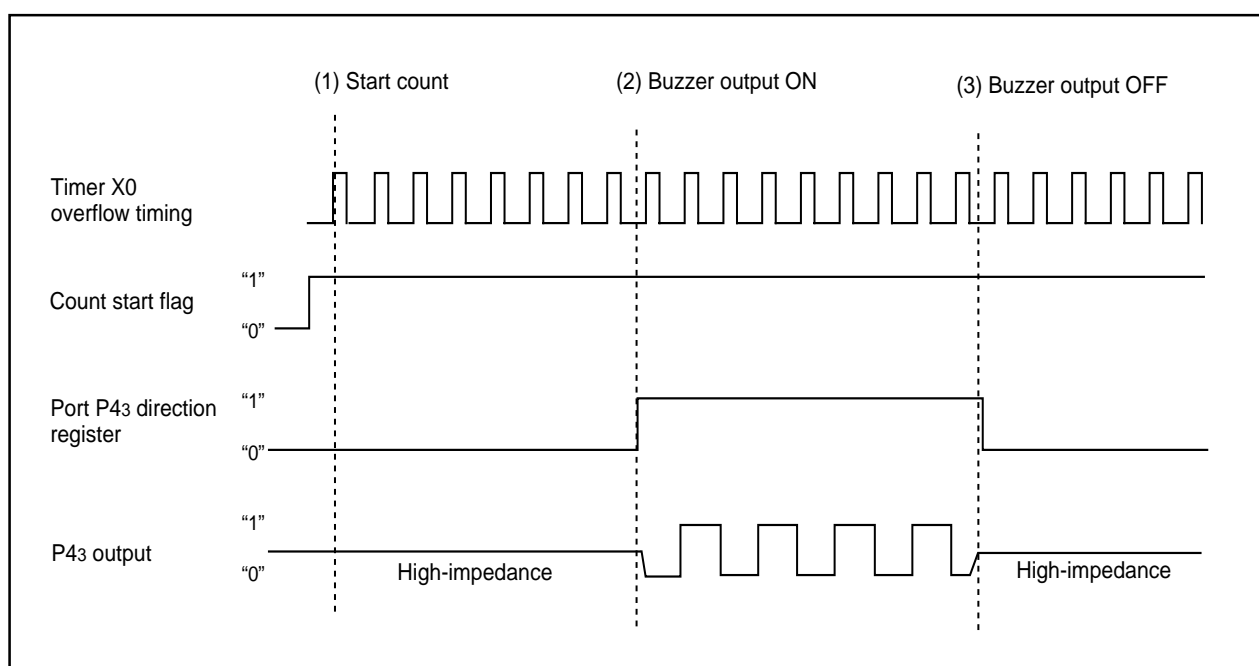 (1) Start count
(2) Buzzer output ON
(3) Buzzer output OFF
Timer X0
overflow timing
“1”
Count start flag
“0”
“1”
Port P43 direction
register
“0”
“1”
P43 output
“0”
High-impedance
High-impedance